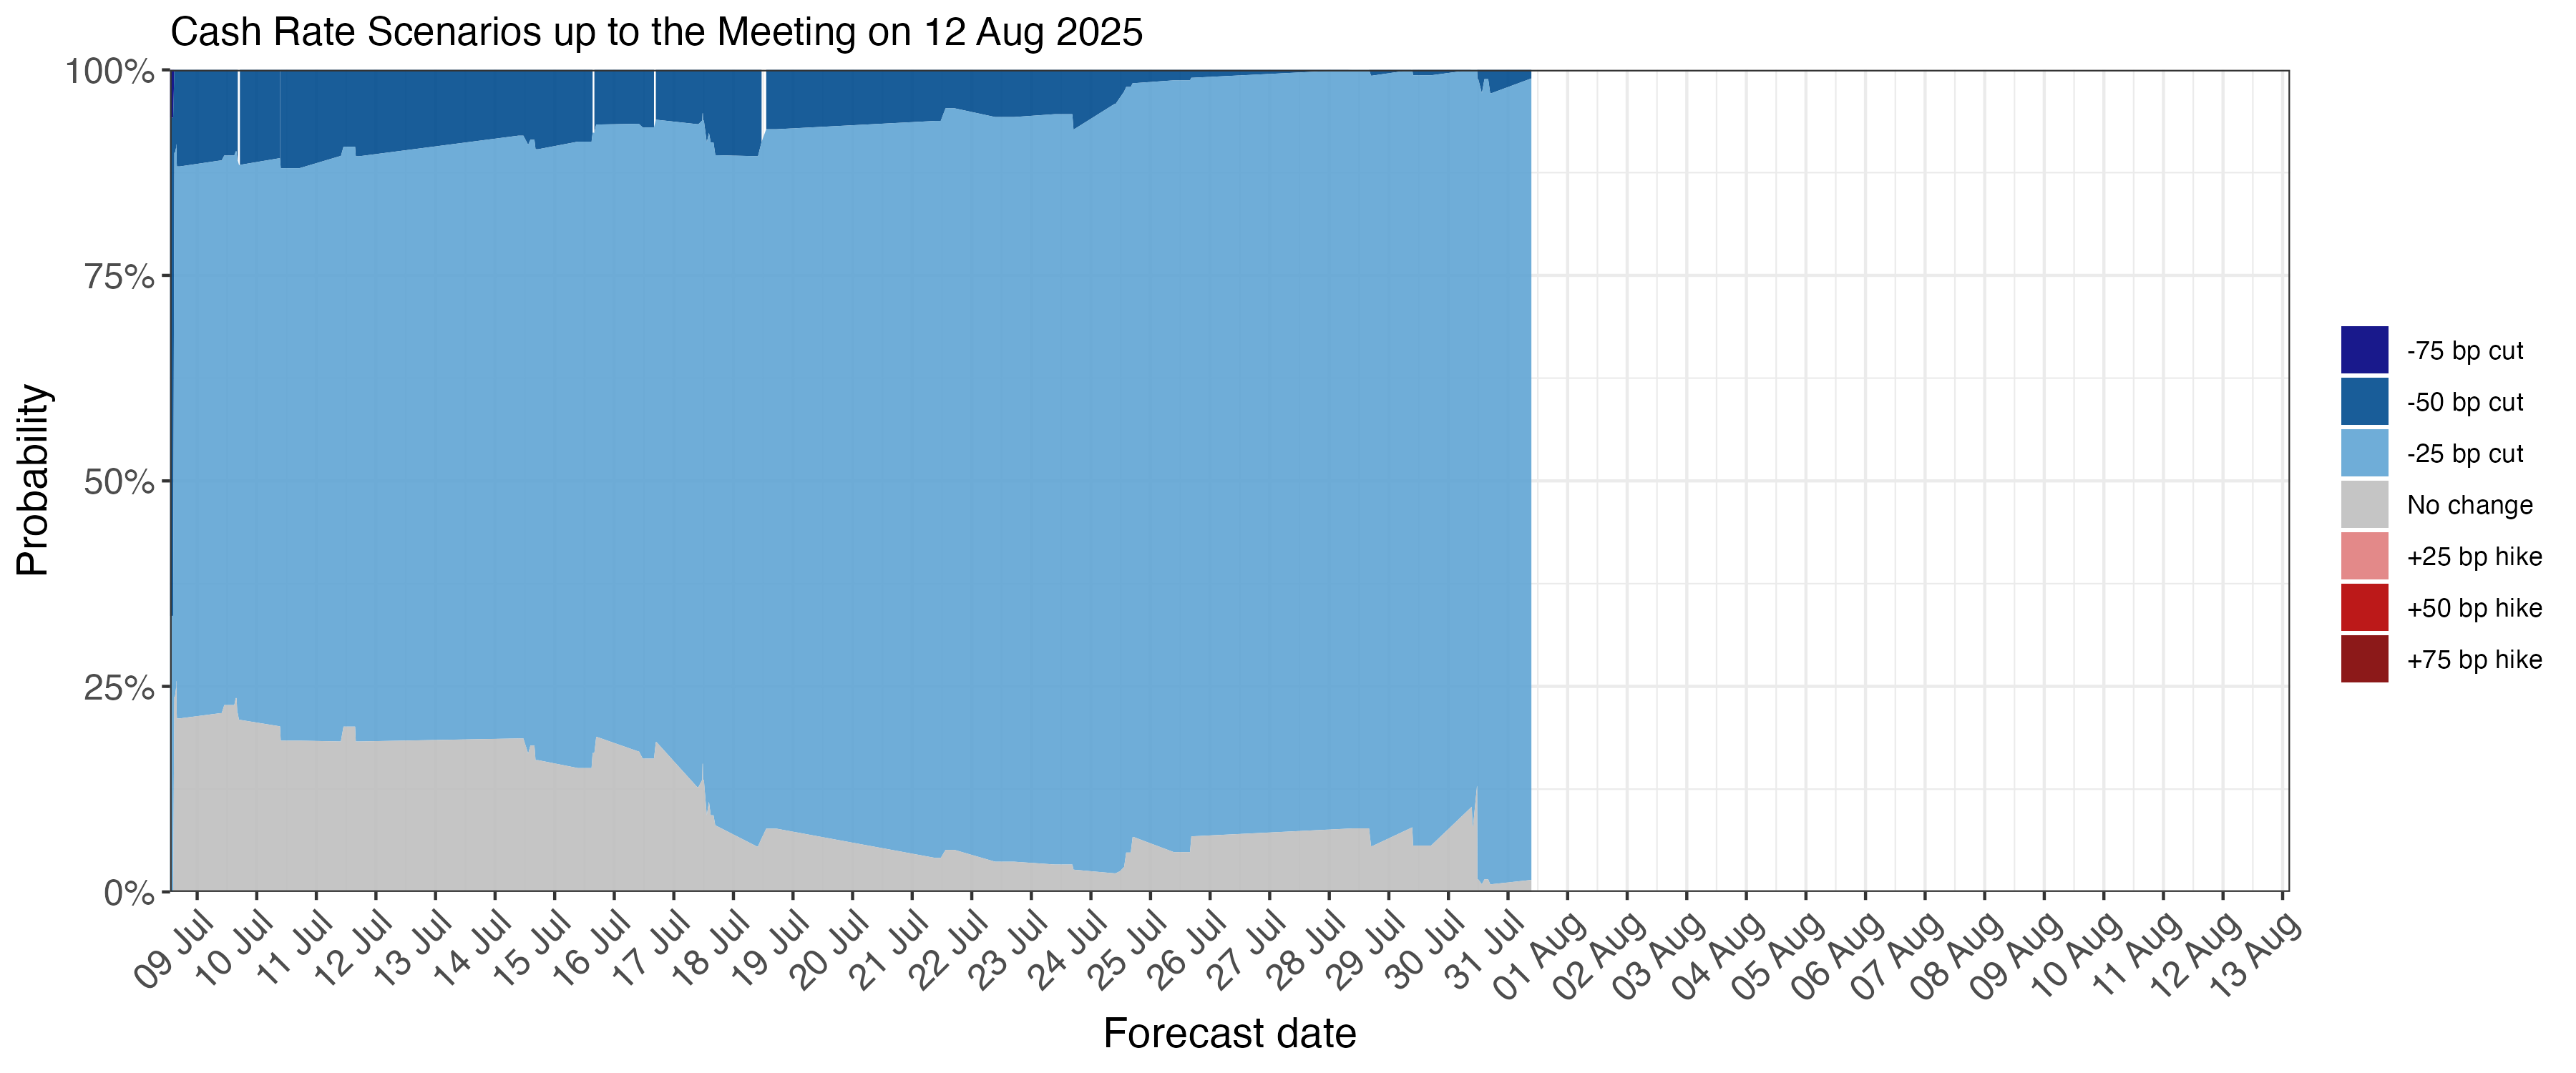 Cash Rate Scenarios up to the Meeting on 12 Aug 2025
100%
75%
50%
25%
0%
Probability
09 Jul
10 Jul
11 Jul
12 Jul
13 Jul
14 Jul
15 Jul
16 Jul
17 Jul
18 Jul
19 Jul
20 Jul
21 Jul
22 Jul
23 Jul
24 Jul
25 Jul
26 Jul
27 Jul
28 Jul
29 Jul
30 Jul
31 Jul
01 Aug
02 Aug
03 Aug
04 Aug
05 Aug
06 Aug
07 Aug
08 Aug
09 Aug
10 Aug
11 Aug
12 Aug
13 Aug
Forecast date
-75 bp cut
-50 bp cut
-25 bp cut
No change
+25 bp hike
+50 bp hike
+75 bp hike